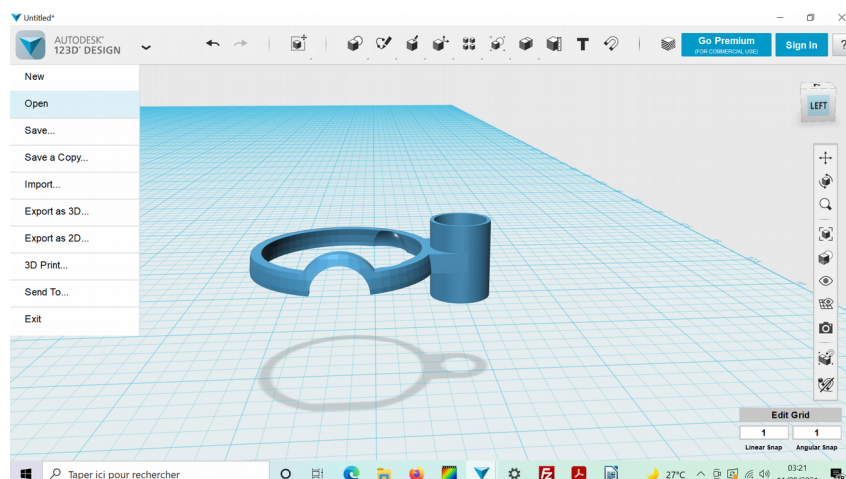 Untitled*
AUTODESK®
123D® DESIGN
T
Go Premium
(FOR COMMERCIAL USE)
Sign In
?
New
Open
Save...
Save a Copy...
Import...
Export as 3D...
Export as 2D...
3D Print...
Send To...
Exit
LEFT
Edit Grid
1 1
Linear Snap Angular Snap
Taper ici pour rechercher
27°C
03:21